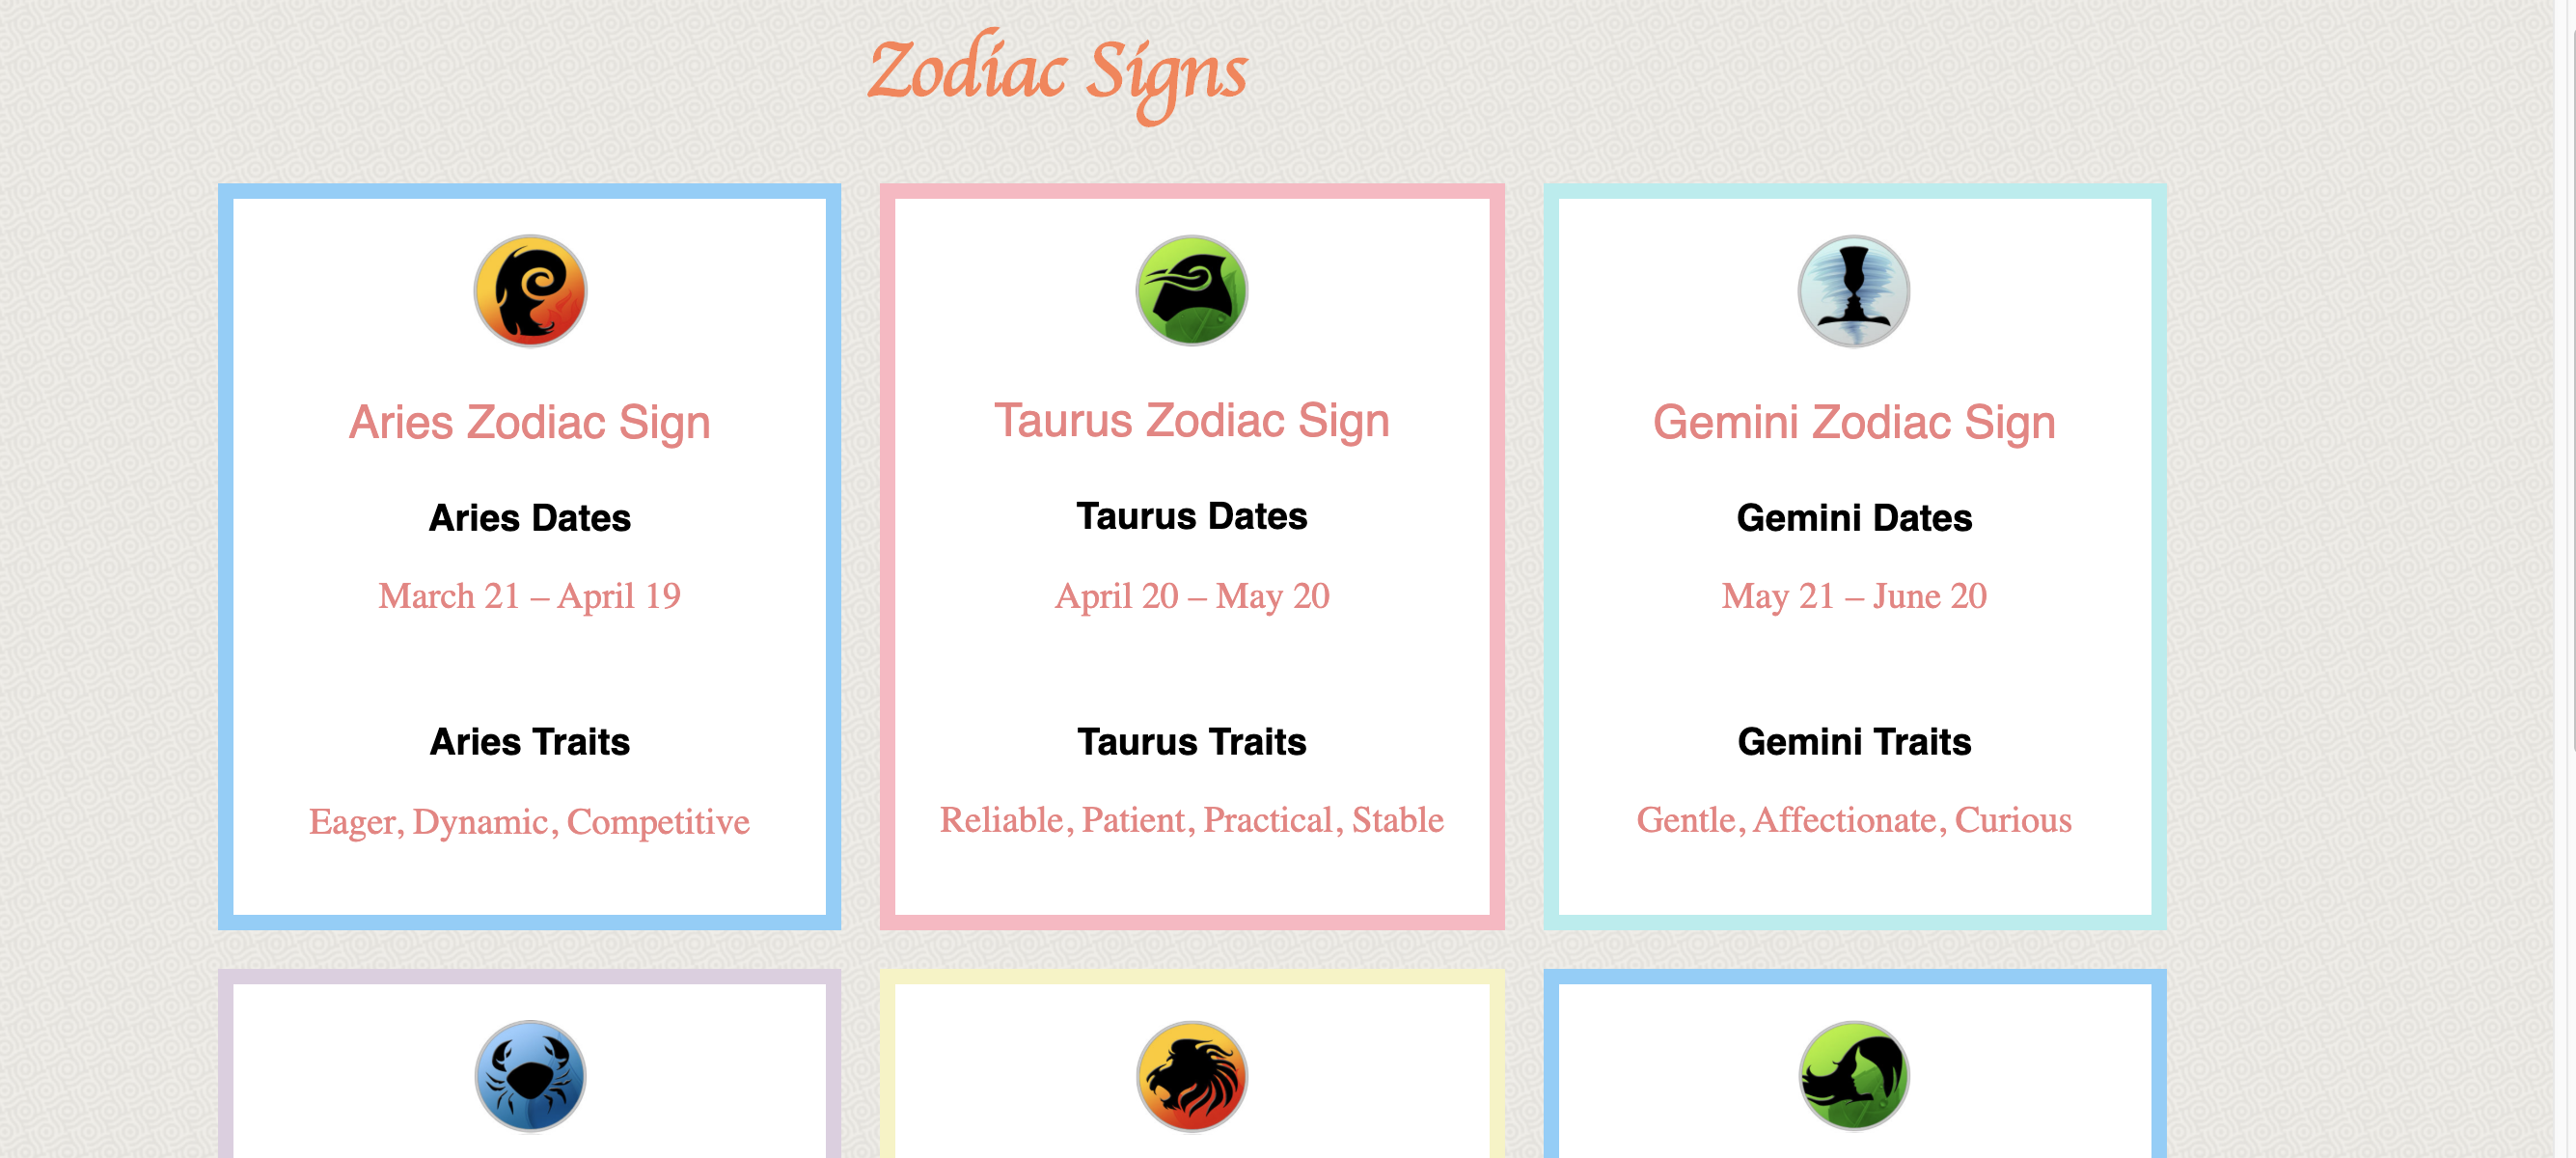 Zodiac Signs
Aries Zodiac Sign
Aries Dates
March 21 – April 19
Aries Traits
Eager, Dynamic, Competitive
Taurus Zodiac Sign
Taurus Dates
April 20 – May 20
Taurus Traits
Reliable, Patient, Practical, Stable
Gemini Zodiac Sign
Gemini Dates
May 21 – June 20
Gemini Traits
Gentle, Affectionate, Curious